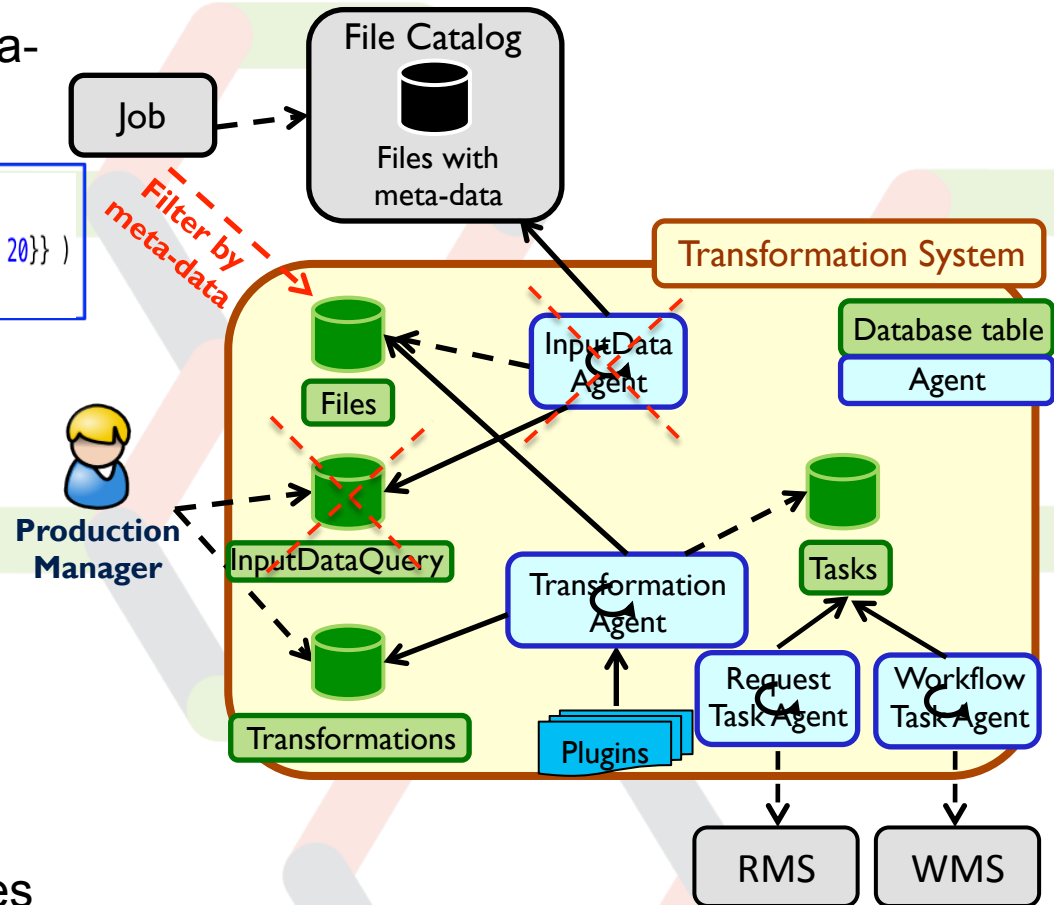 a-
File Catalog
Job
Files with
meta-data
20}} )
Filter by
meta-data
Transformation System
InputData
Agent
Database table
Agent
Files
Production
Manager
InputDataQuery
Tasks
Transformation
Agent
Request
Task Agent
Workflow
Task Agent
Transformations
Plugins
RMS
WMS
es